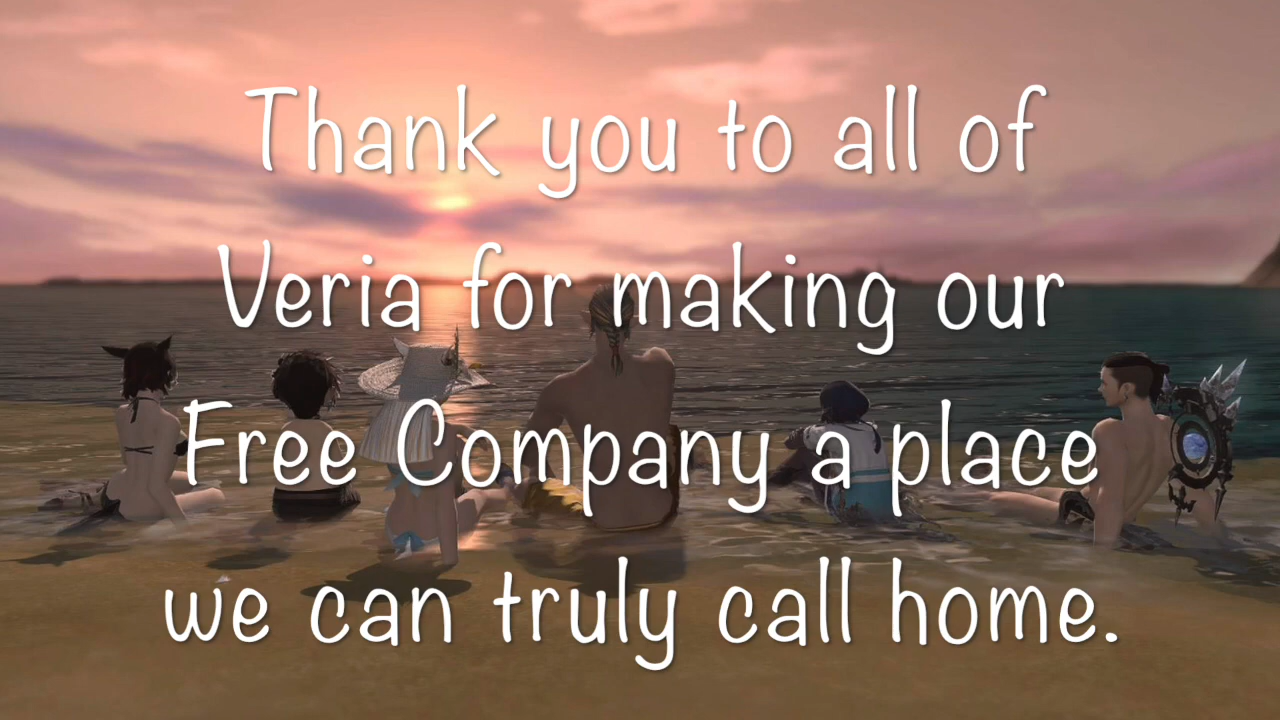 Thank you to all of
Veria for making our
Free Company a place
we can truly call home.